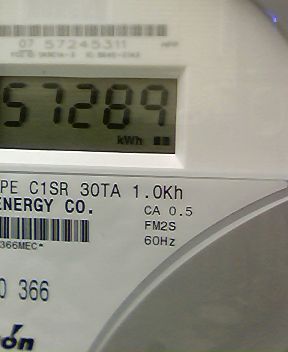 07 57245311
57289
kWh
PE C1SR 30TA 1.0Kh
ENERGY CO.
CA 0.5
FM2S
366MEC*
60Hz
0 366
ón